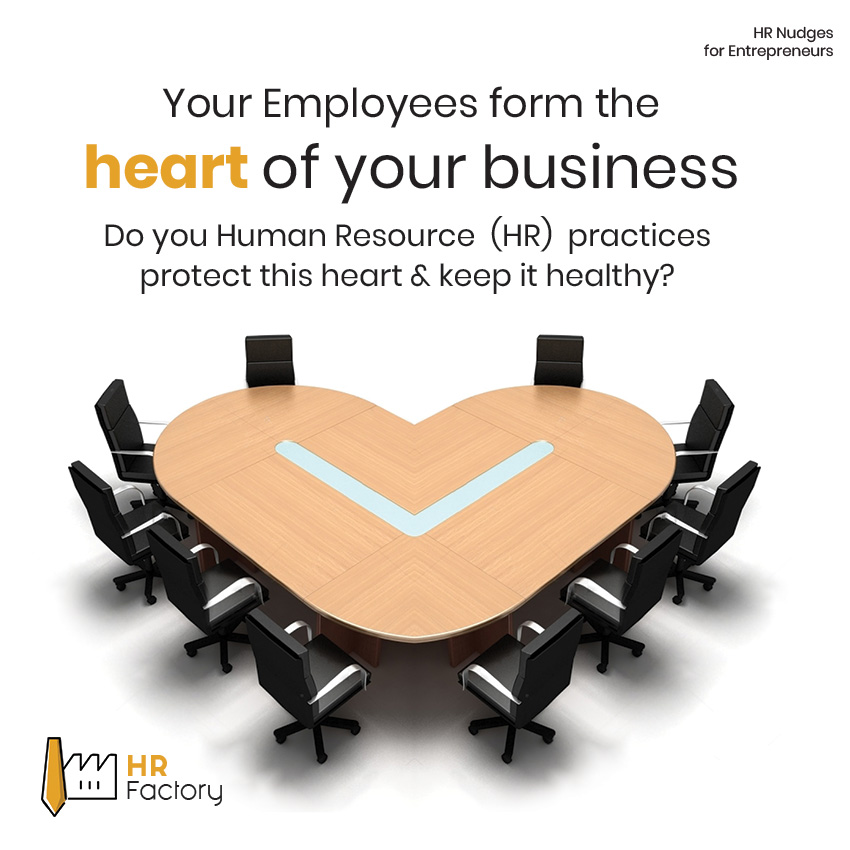 HR Nudges
for Entrepreneurs
Your Employees form the
heart of your business
Do you Human Resource (HR) practices
protect this heart & keep it healthy?
HR
Factory